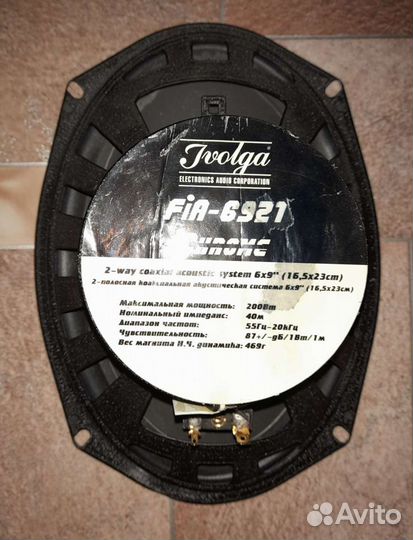 Ivolga
ELECTRONICS AUDIO CORPORATION
FiA-6921
2-way coaxial acoustic system 6x9" (16,5x23cm)
2-полосная коаксиальная акустическая система 6x9" (16,5x23см)
Максимальная мощность: 200Вт
Номинальный импеданс: 4Ом
Диапазон частот: 55Гц-20кГц
Чувствительность: 87+/-дБ/1Вт/1м
Вес магнита Н.Ч. динамика: 469г
Avito